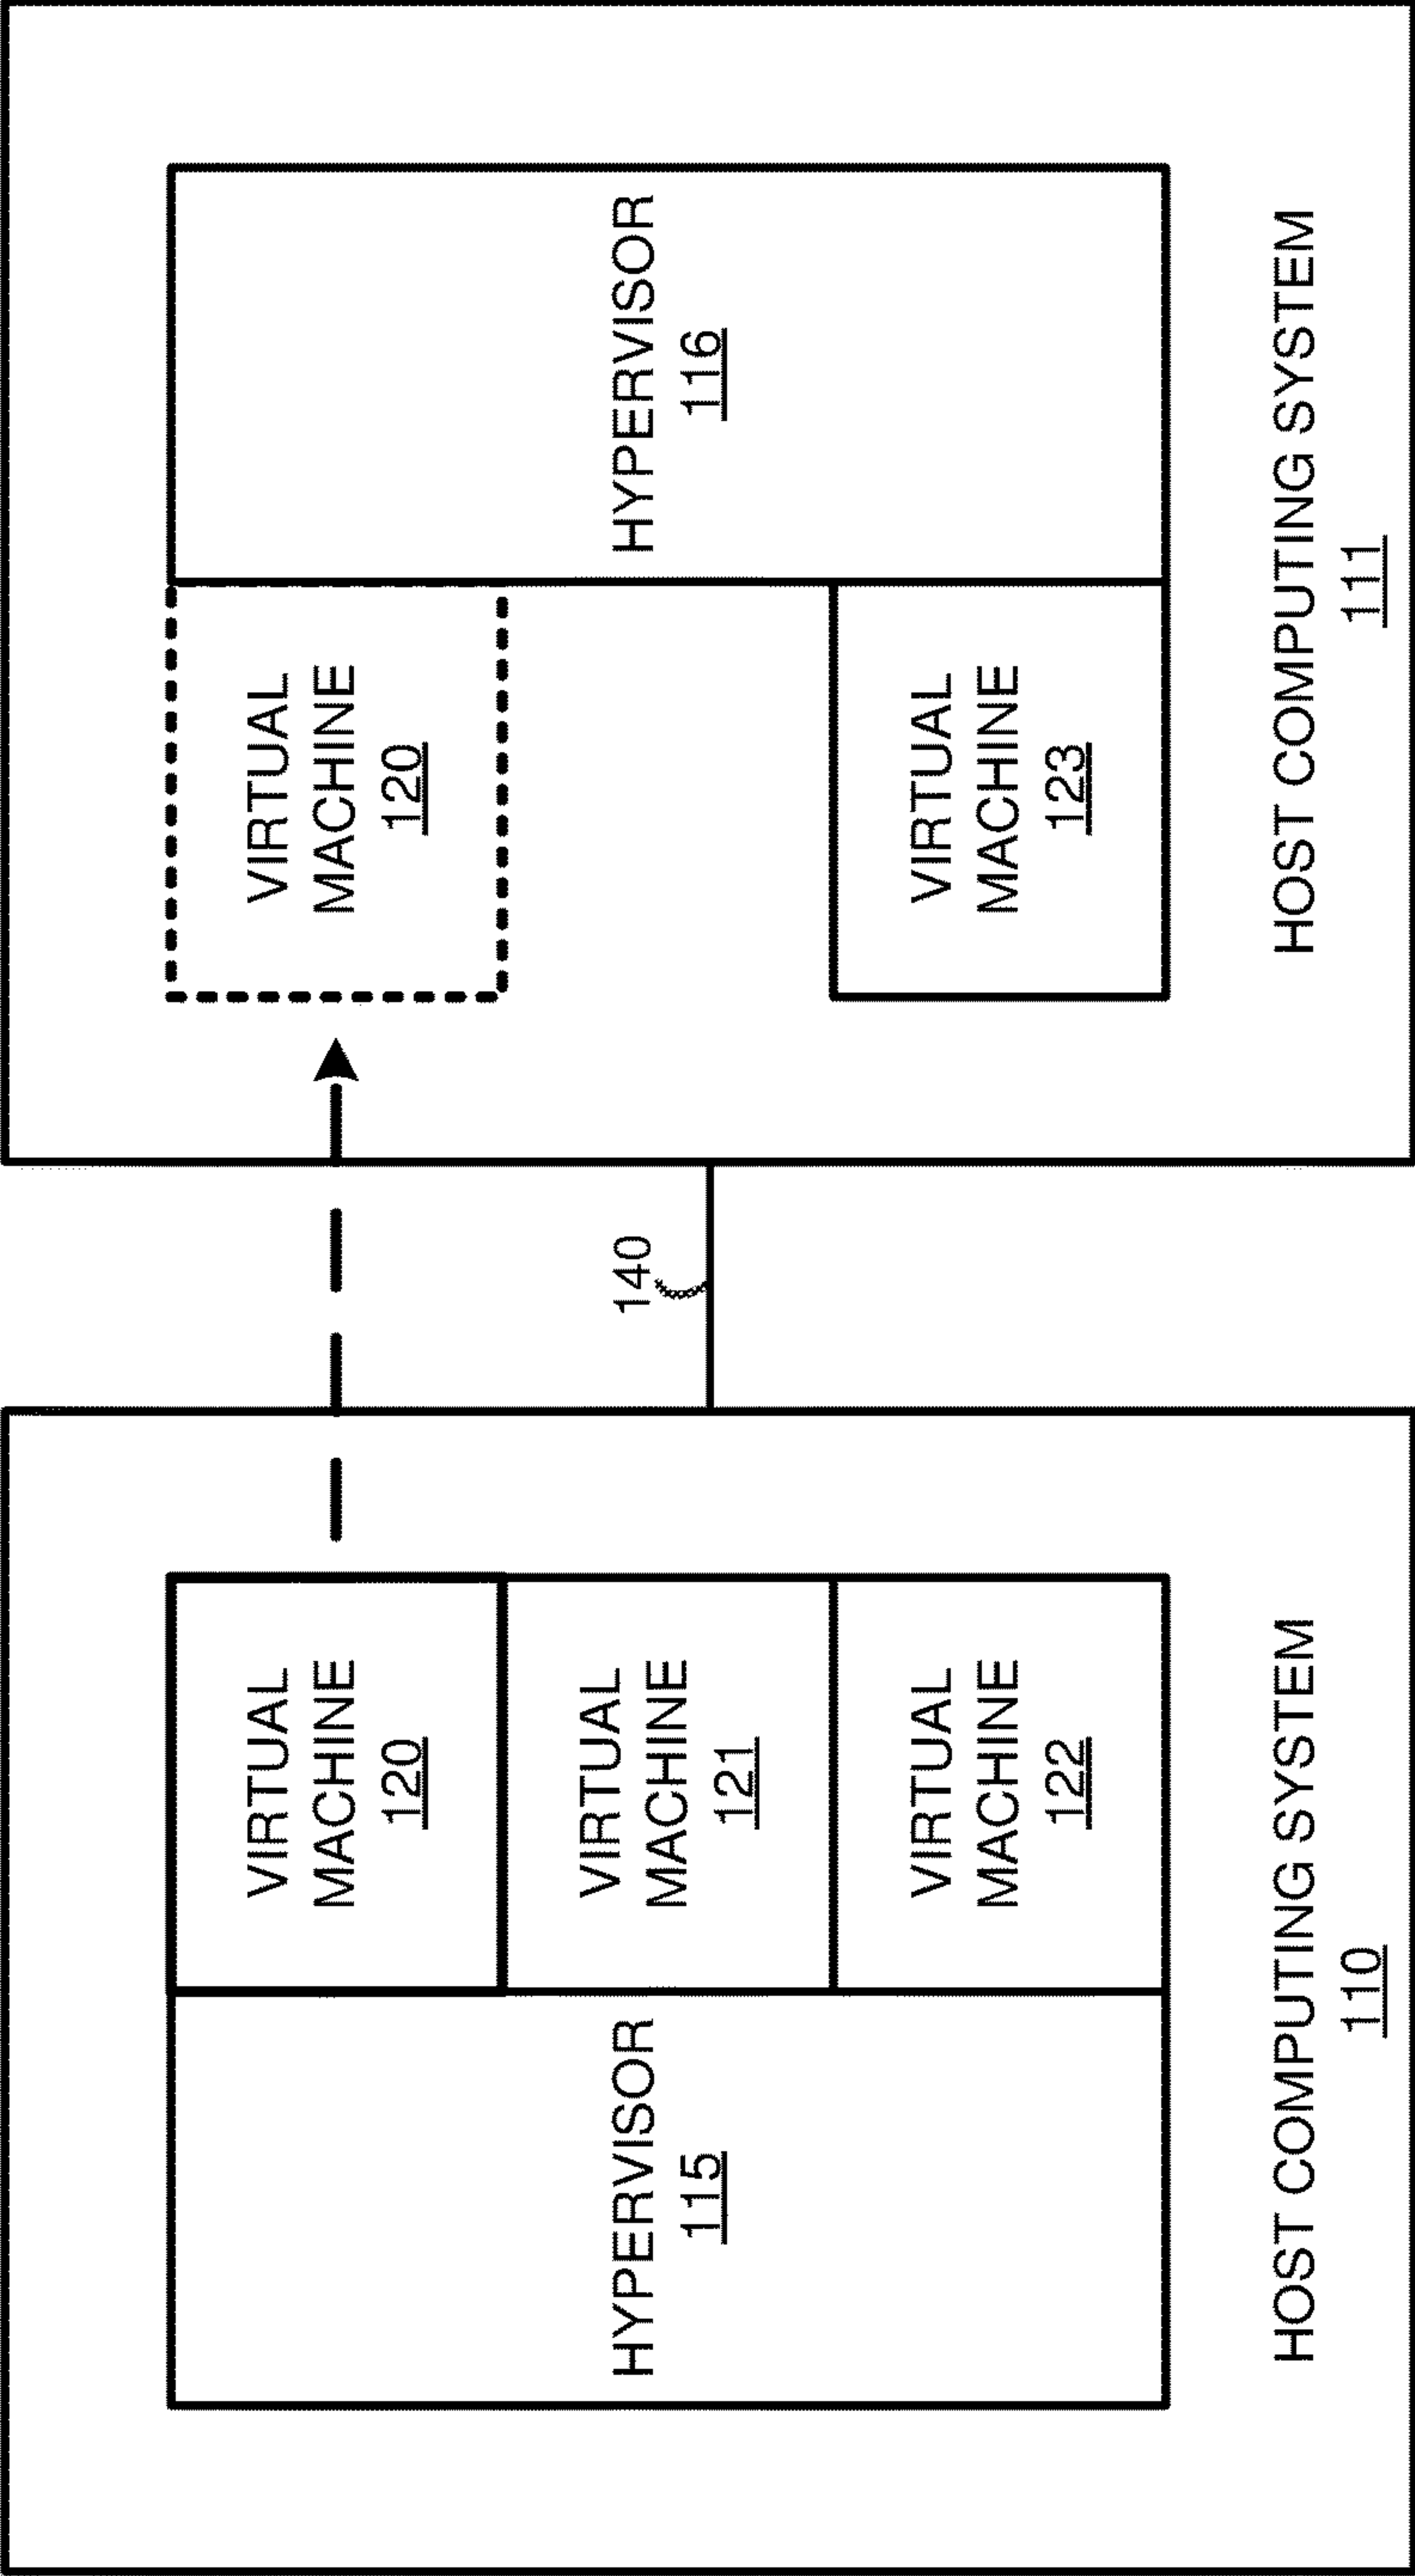 HYPERVISOR
115
VIRTUAL
MACHINE
120
VIRTUAL
MACHINE
121
VIRTUAL
MACHINE
122
HOST COMPUTING SYSTEM
110
140
VIRTUAL
MACHINE
120
VIRTUAL
MACHINE
123
HYPERVISOR
116
HOST COMPUTING SYSTEM
111